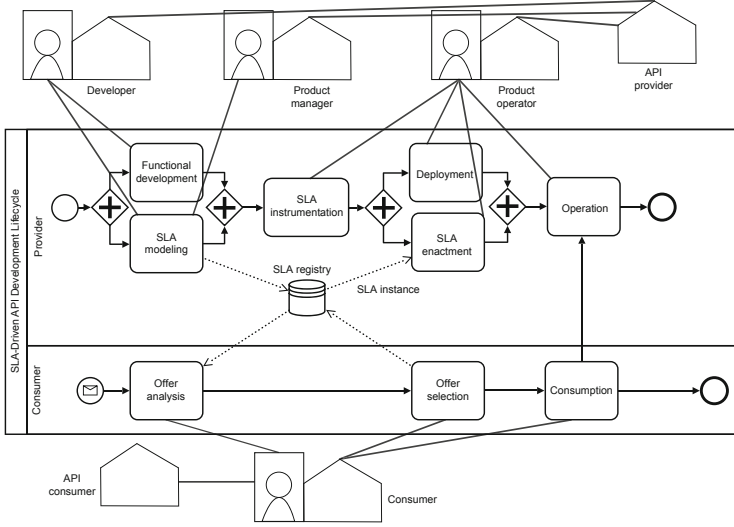 Developer
Product
manager
Product
operator
API
provider
SLA-Driven API Development Lifecycle
Provider
Functional
development
SLA
modeling
SLA
instrumentation
Deployment
SLA
enactment
Operation
SLA registry
SLA instance
Consumer
Offer
analysis
Offer
selection
Consumption
API
consumer
Consumer